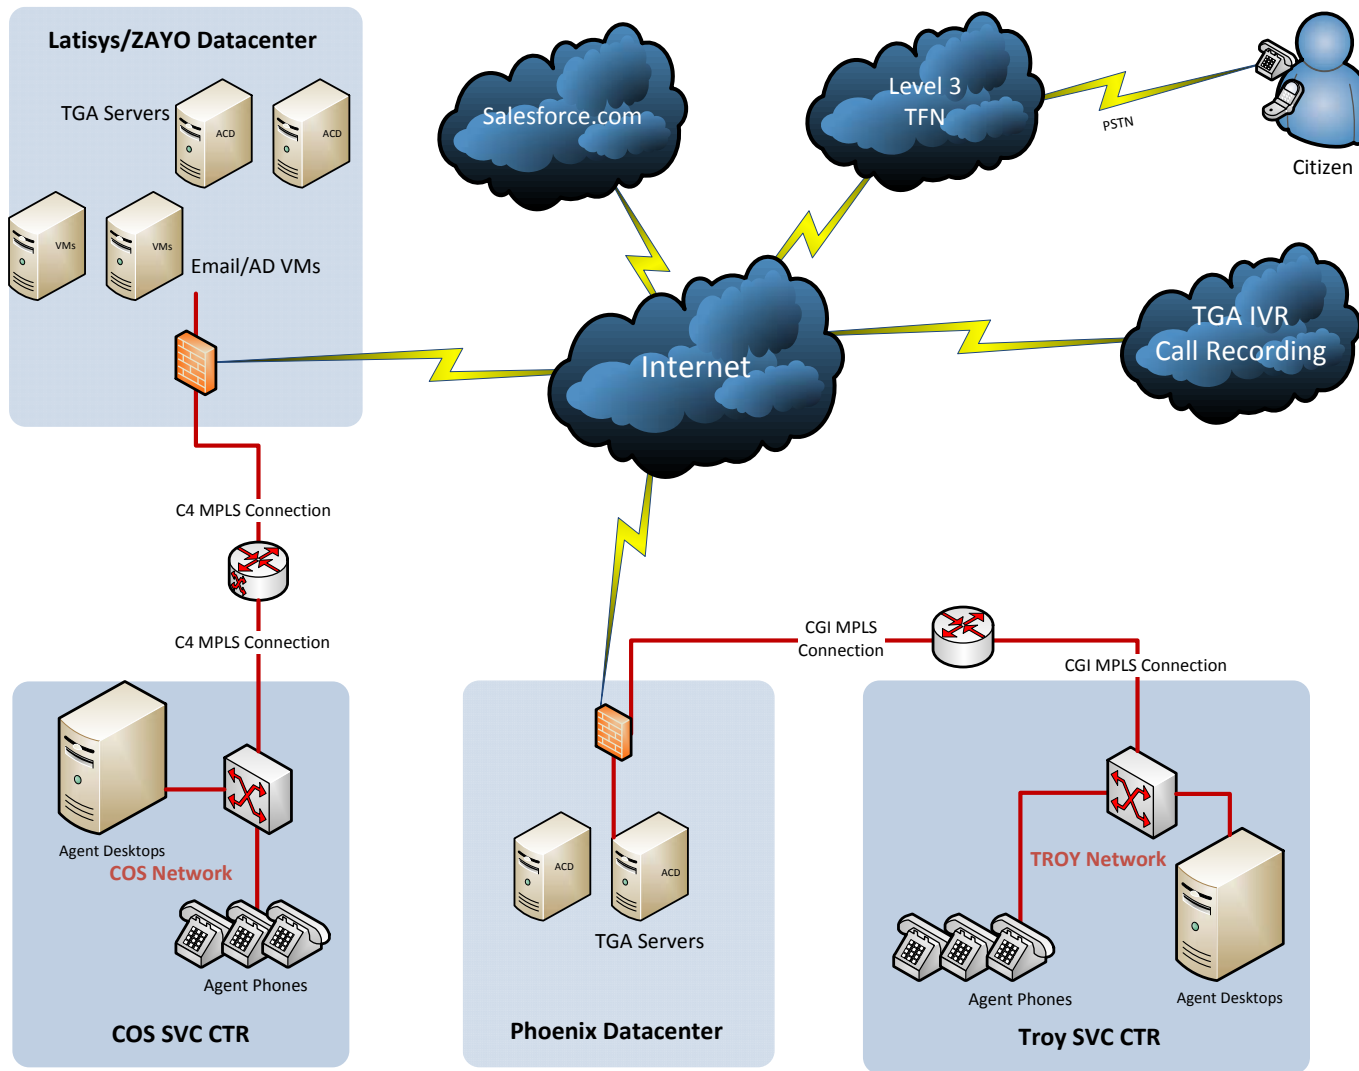 Latisys/ZAYO Datacenter
TGA Servers
ACD
ACD
VMs
VMs
Email/AD VMs
Salesforce.com
Level 3
TFN
PSTN
Citizen
Internet
TGA IVR
Call Recording
C4 MPLS Connection
C4 MPLS Connection
CGI MPLS
Connection
CGI MPLS Connection
Agent Desktops
COS Network
Agent Phones
COS SVC CTR
ACD
ACD
TGA Servers
Phoenix Datacenter
TROY Network
Agent Phones
Agent Desktops
Troy SVC CTR